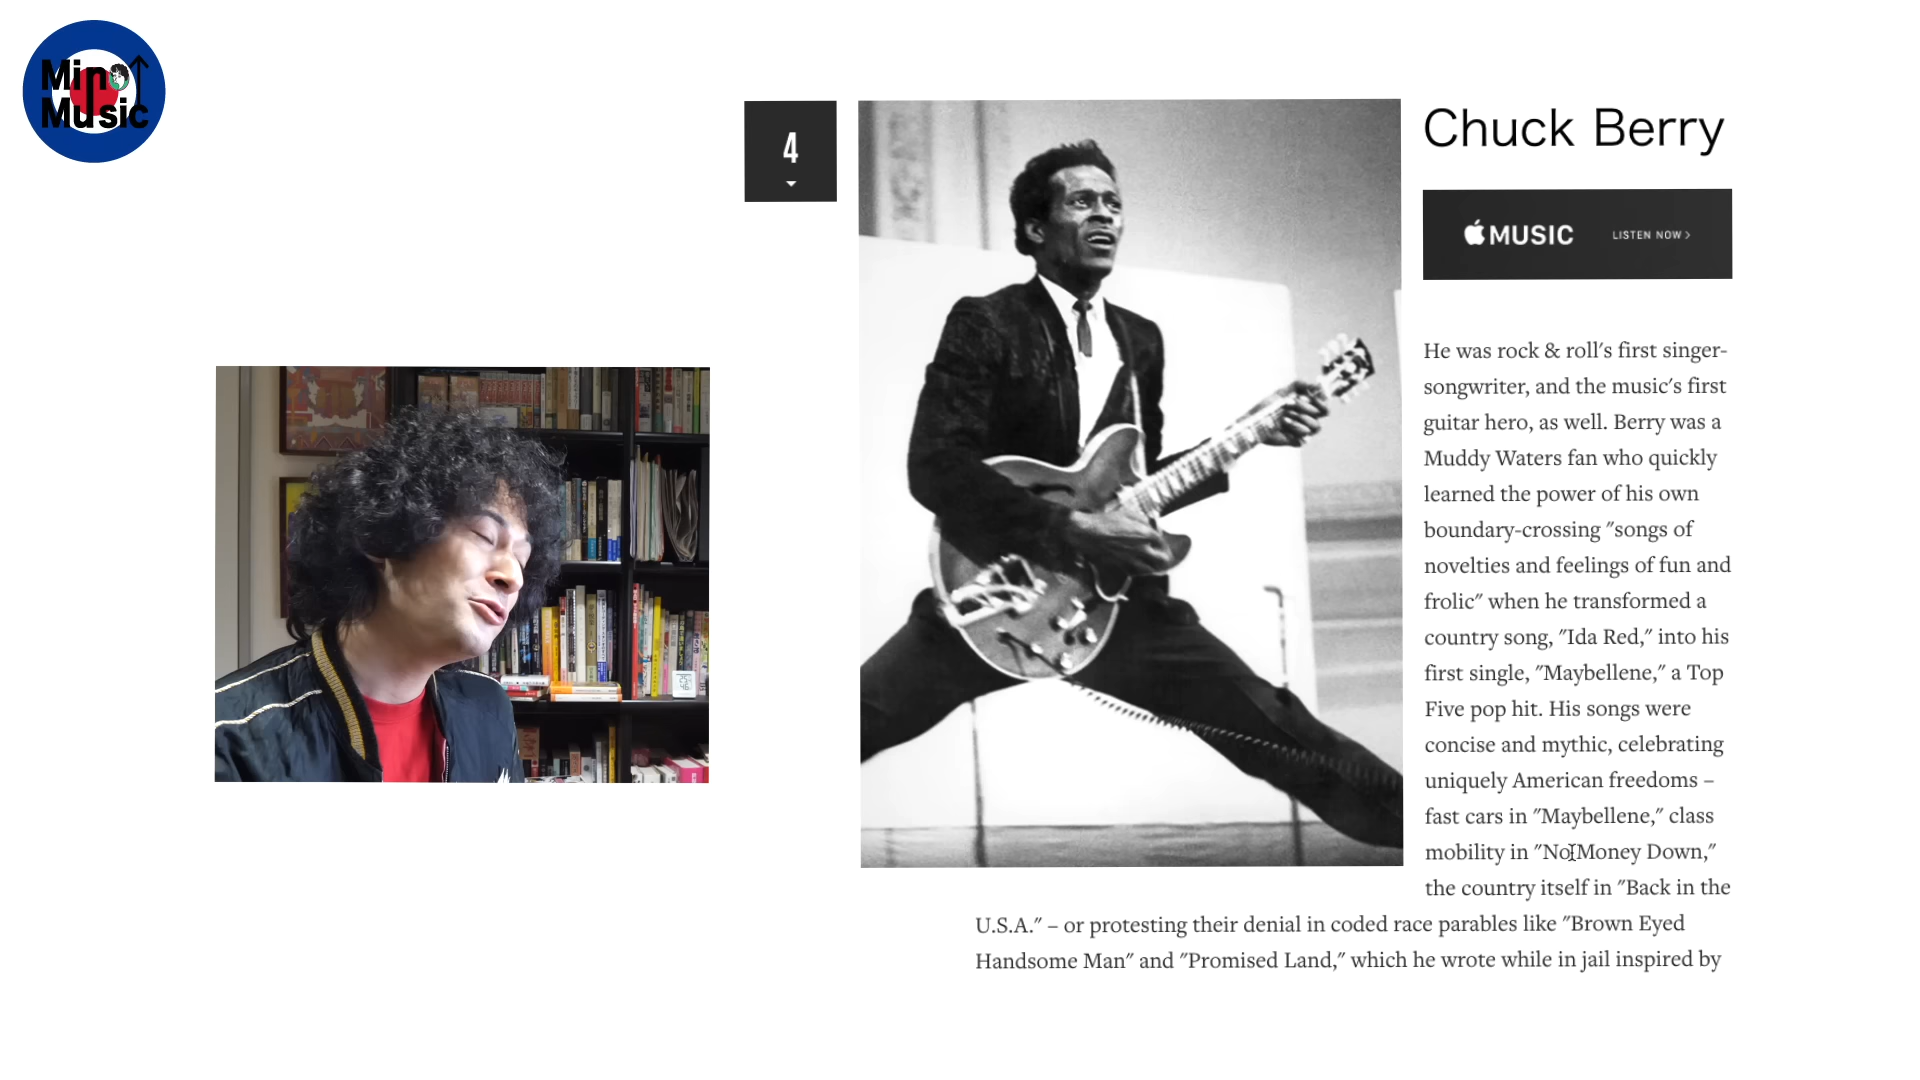 Mino
Music
4
Chuck Berry
MUSIC LISTEN NOW >
He was rock & roll's first singer-
songwriter, and the music's first
guitar hero, as well. Berry was a
Muddy Waters fan who quickly
learned the power of his own
boundary-crossing "songs of
novelties and feelings of fun and
frolic" when he transformed a
country song, "Ida Red," into his
first single, "Maybellene," a Top
Five pop hit. His songs were
concise and mythic, celebrating
uniquely American freedoms –
fast cars in "Maybellene," class
mobility in "No Money Down,"
the country itself in "Back in the
U.S.A." – or protesting their denial in coded race parables like "Brown Eyed
Handsome Man" and "Promised Land," which he wrote while in jail inspired by